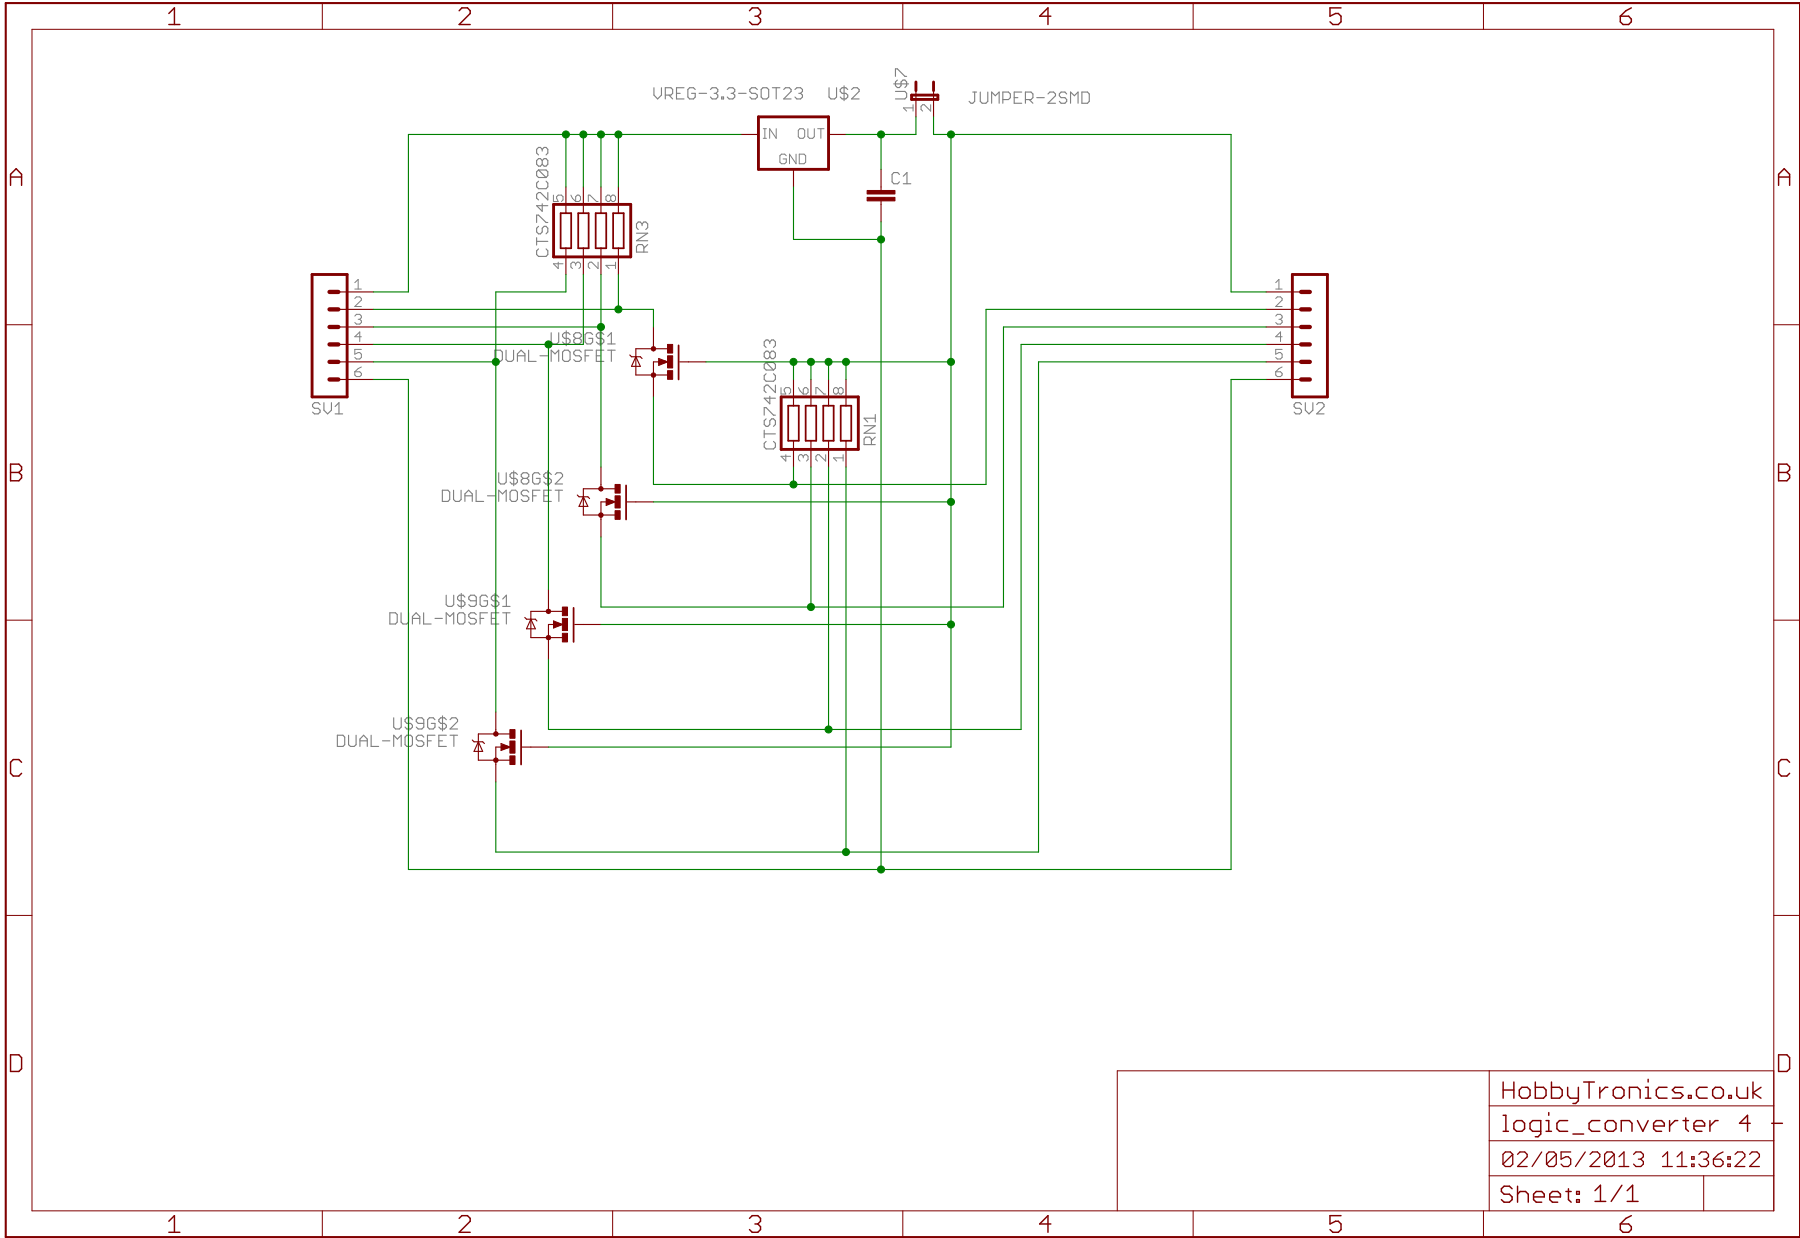 1 2 3 4 5 6
VREG-3.3-SOT23 U$2
U$7
1 2
JUMPER-2SMD
IN OUT
GND
A A
C1
CTS742C083
5 6 7 8
RN3
4 3 2 1
1
2
3
4
5
6
SV1
1
2
3
4
5
6
SV2
U$8G$1
DUAL-MOSFET
CTS742C083
5 6 7 8
RN1
4 3 2 1
B B
U$8G$2
DUAL-MOSFET
U$9G$1
DUAL-MOSFET
U$9G$2
DUAL-MOSFET
C C
D D
HobbyTronics.co.uk
logic_converter 4 -
02/05/2013 11:36:22
Sheet: 1/1
1 2 3 4 5 6